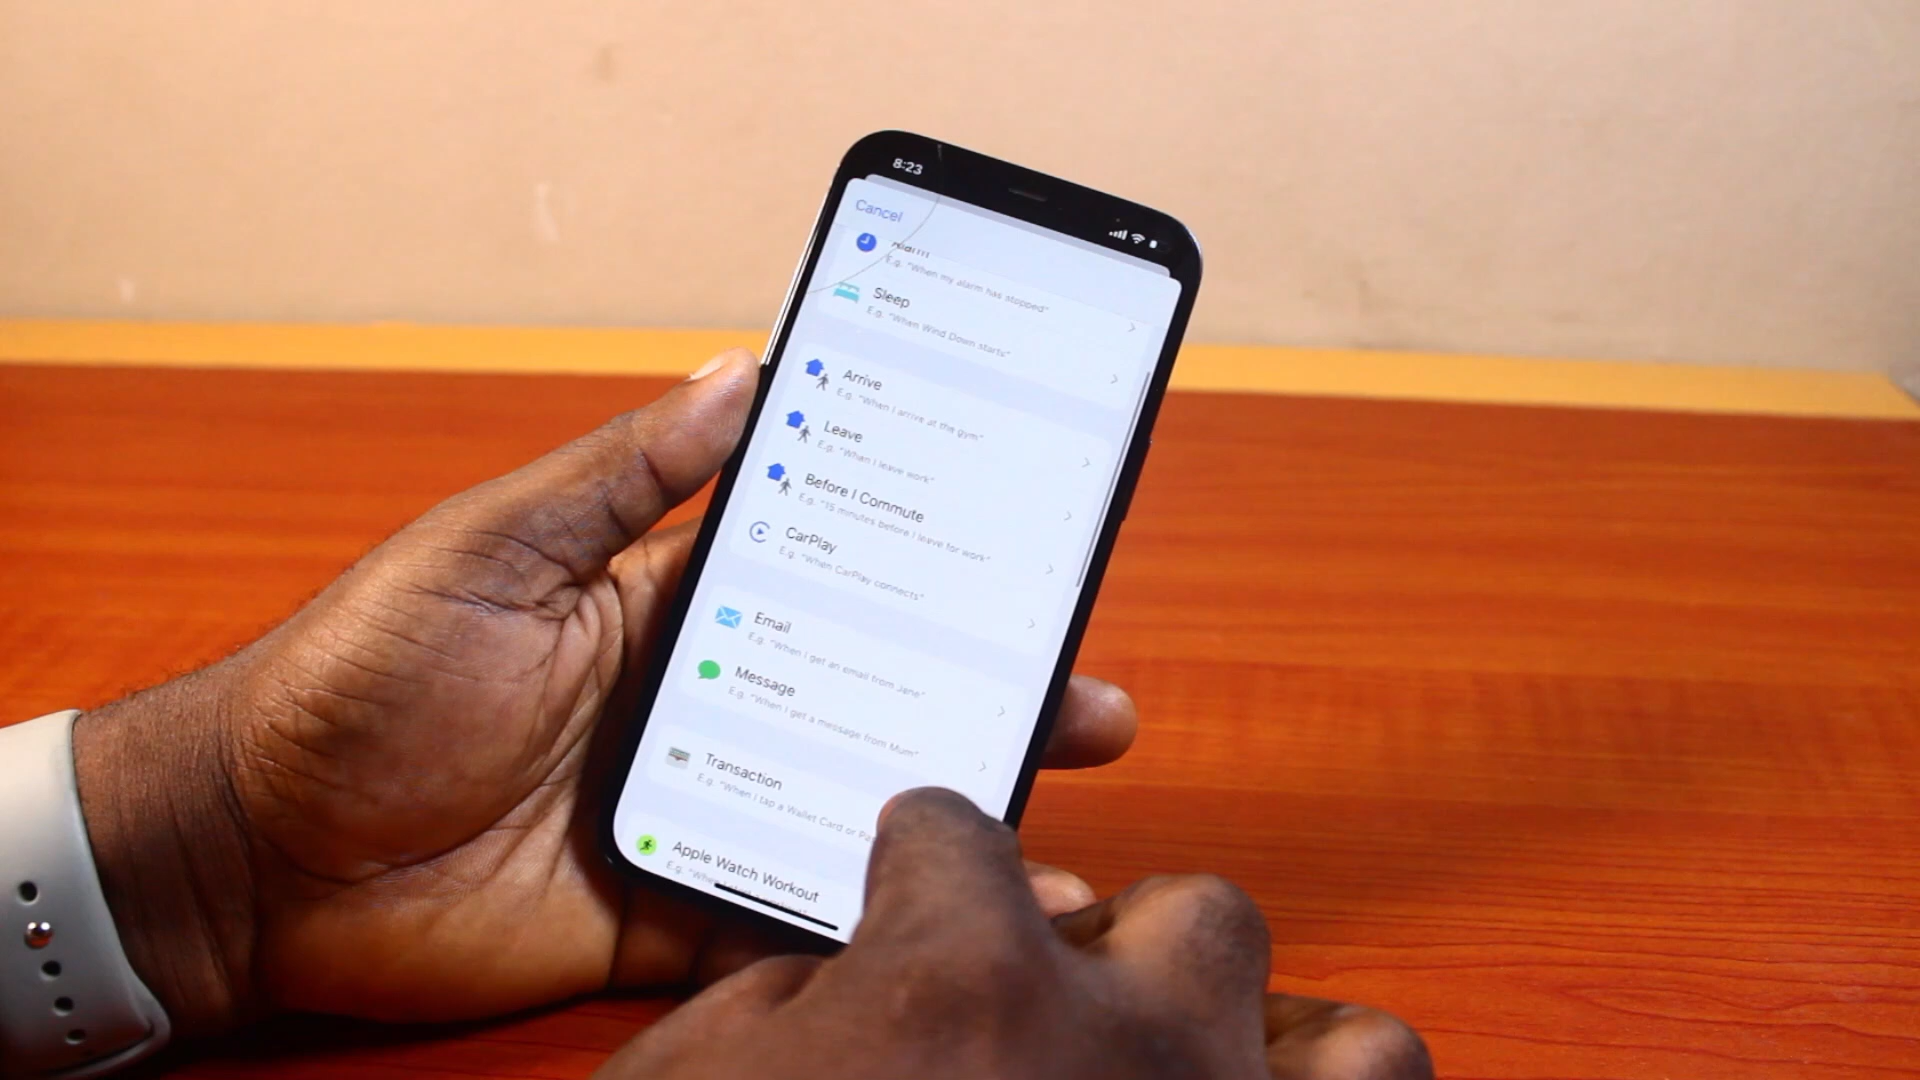 8:23
Cancel
E.g. "When my alarm has stopped"
Sleep
E.g. "When Wind Down starts"
Arrive
E.g. "When I arrive at the gym"
Leave
E.g. "When I leave work"
Before I Commute
E.g. "15 minutes before I leave for work"
CarPlay
E.g. "When CarPlay connects"
Email
E.g. "When I get an email from Jane"
Message
E.g. "When I get a message from Mum"
Transaction
E.g. "When I tap a Wallet Card or
Apple Watch Workout
E.g.